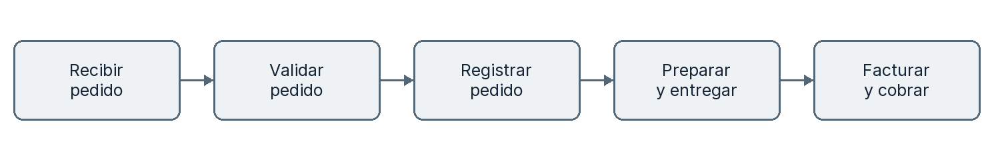 Recibir
pedido
Validar
pedido
Registrar
pedido
Preparar
y entregar
Facturar
y cobrar